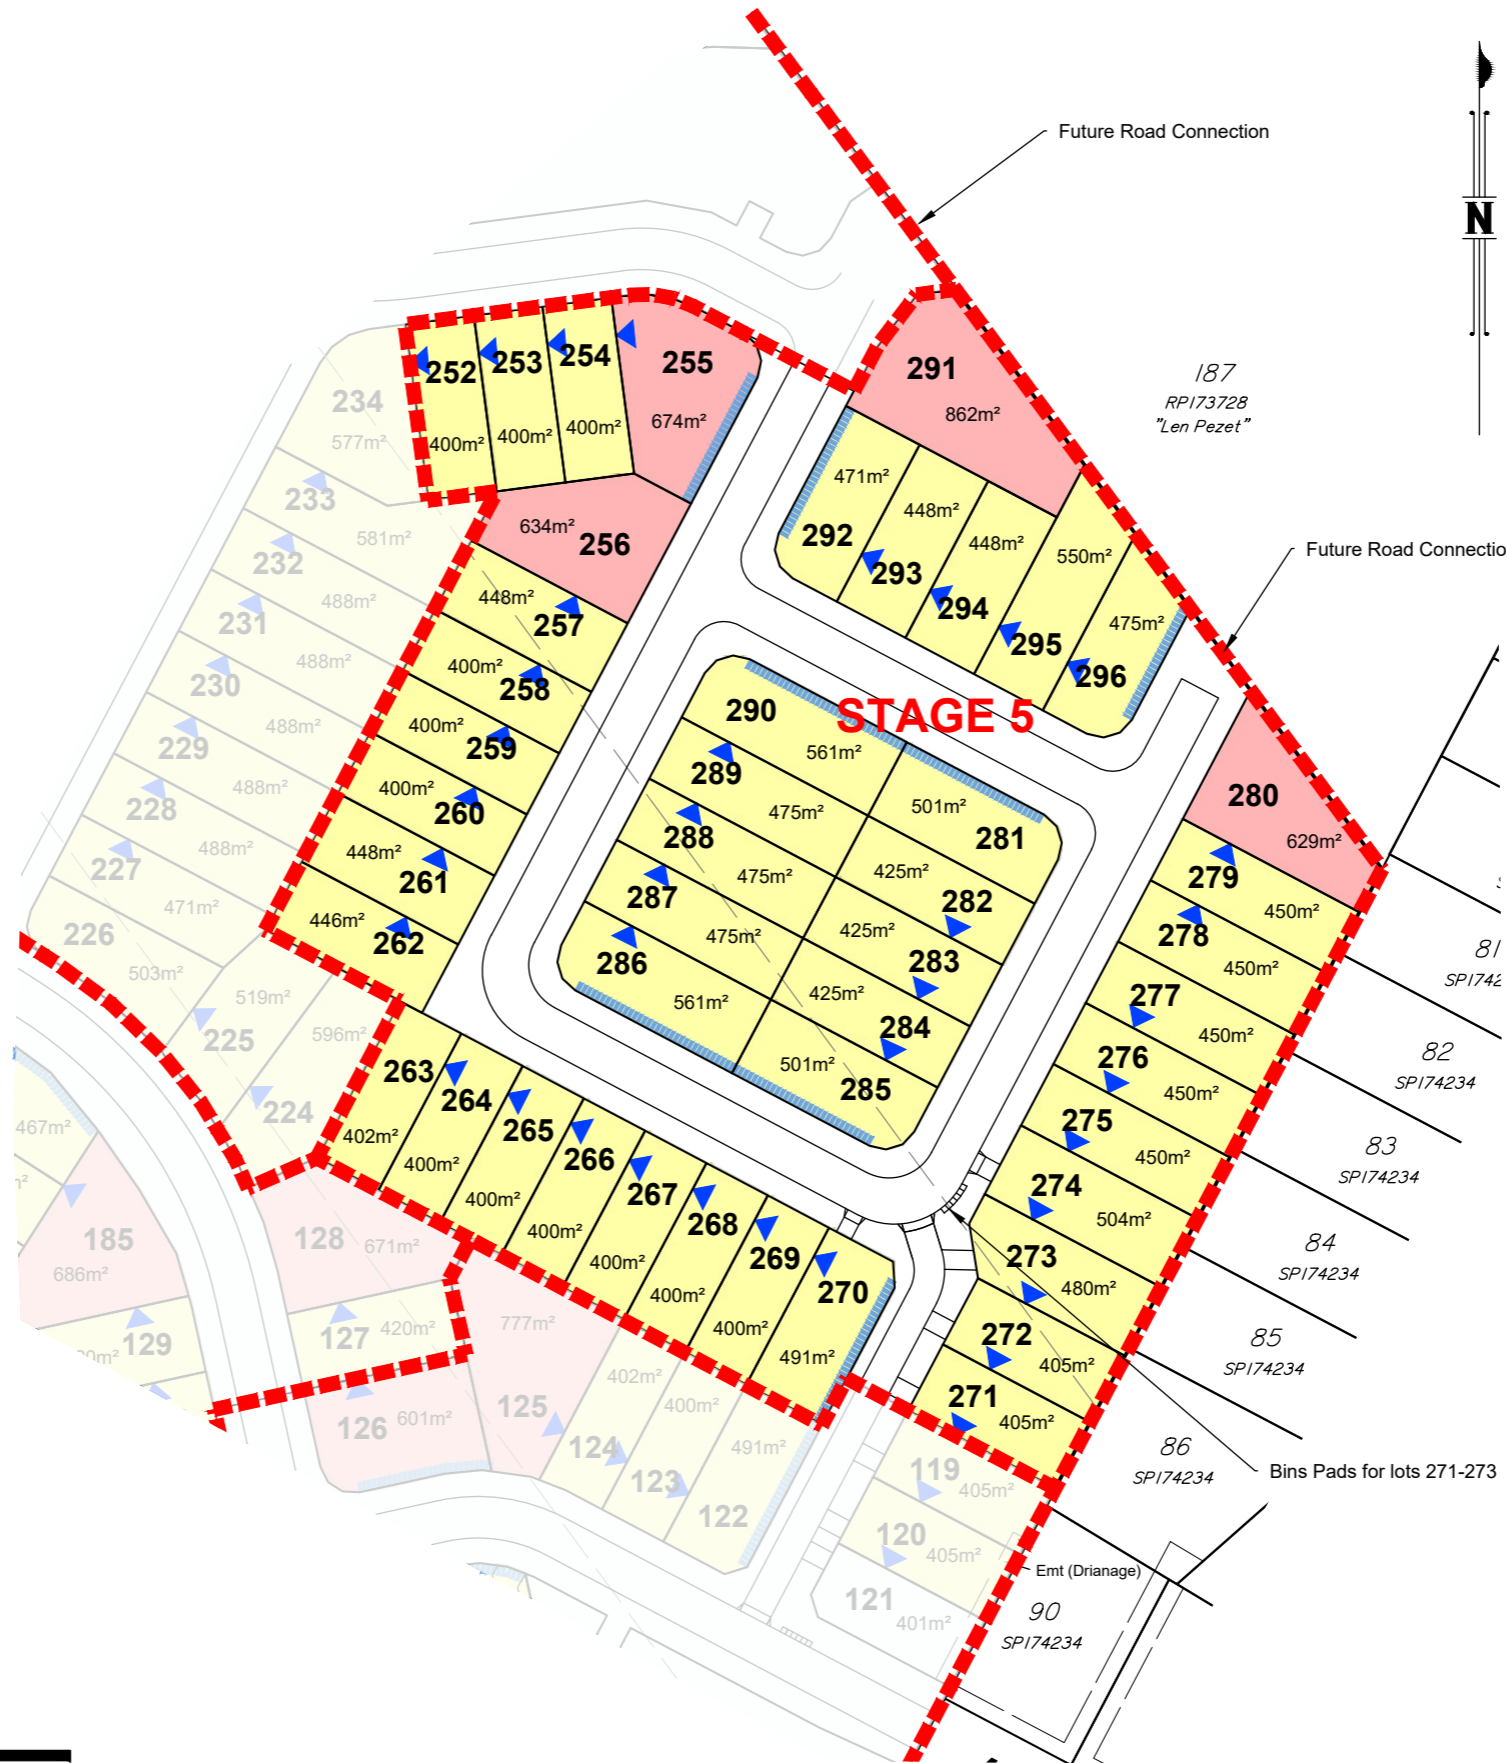 Future Road Connection
N
187
RP173728
"Len Pezet"
252
400m²
253
400m²
254
400m²
255
674m²
291
862m²
234
577m²
233
581m²
634m² 256
471m²
292
448m²
293
448m²
294
550m²
295
475m²
296
Future Road Connectio
232
488m²
448m²
257
231
488m²
400m²
258
230
488m²
400m²
259
229
488m²
400m²
260
228
488m²
448m²
261
227
471m²
446m²
262
226
503m²
519m²
225
596m²
224
STAGE 5
290
561m²
289
475m²
288
475m²
287
475m²
286
561m²
501m²
281
425m²
282
425m²
283
425m²
284
501m²
285
280
629m²
279
450m²
278
450m²
277
450m²
276
450m²
275
450m²
274
504m²
273
480m²
272
405m²
271
405m²
81
SP1742
82
SP174234
83
SP174234
84
SP174234
85
SP174234
86
SP174234
Bins Pads for lots 271-273
263
402m²
264
400m²
265
400m²
266
400m²
267
400m²
268
400m²
269
400m²
270
491m²
467m²
185
686m²
128
671m²
129
127 420m²
126 601m²
777m²
125
402m²
124
400m²
123
491m²
122
119
405m²
120
405m²
121
401m²
Emt (Drianage)
90
SP174234